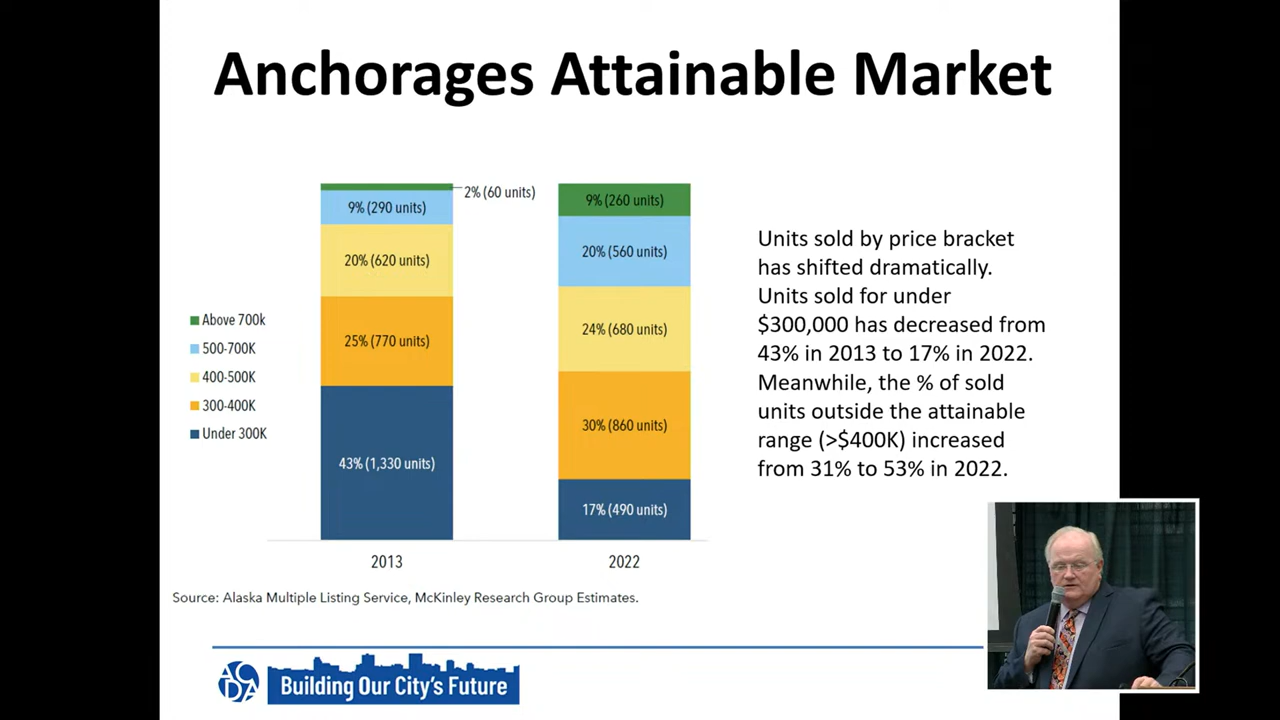 Anchorages Attainable Market
2% (60 units)
9% (290 units)
20% (620 units)
25% (770 units)
43% (1,330 units)
9% (260 units)
20% (560 units)
24% (680 units)
30% (860 units)
17% (490 units)
Above 700k
500-700K
400-500K
300-400K
Under 300K
2013
2022
Units sold by price bracket
has shifted dramatically.
Units sold for under
$300,000 has decreased from
43% in 2013 to 17% in 2022.
Meanwhile, the % of sold
units outside the attainable
range (>$400K) increased
from 31% to 53% in 2022.
Source: Alaska Multiple Listing Service, McKinley Research Group Estimates.
AC
DA
Building Our City's Future